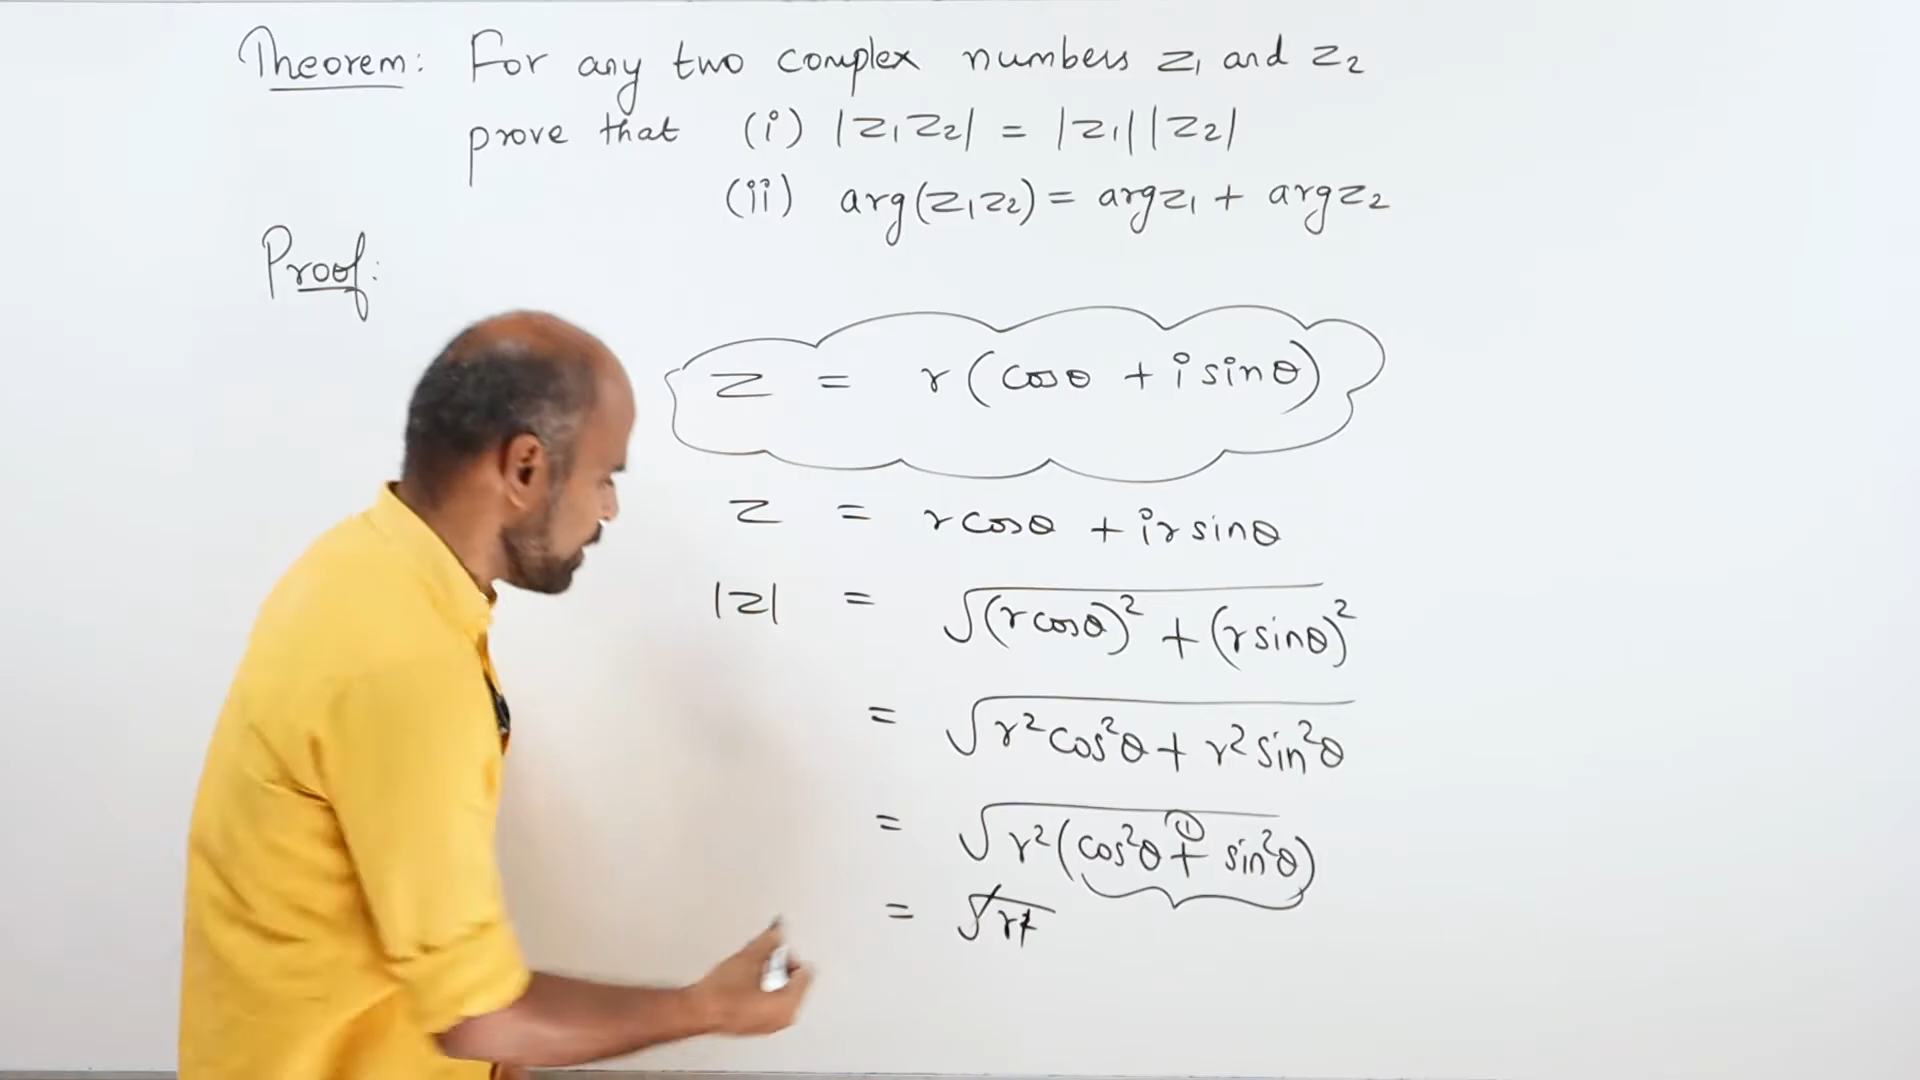 Theorem: For any two complex numbers z₁ and z₂
prove that (i) |z₁z₂| = |z₁||z₂|
(ii) arg(z₁z₂) = argz₁ + argz₂
Proof:
z = r(cosθ + i sinθ)
z = rcosθ + irsinθ
|z| = √((rcosθ)² + (rsinθ)²)
= √(r²cos²θ + r²sin²θ)
= √(r²(cos²θ + sin²θ)) ①
= √r²